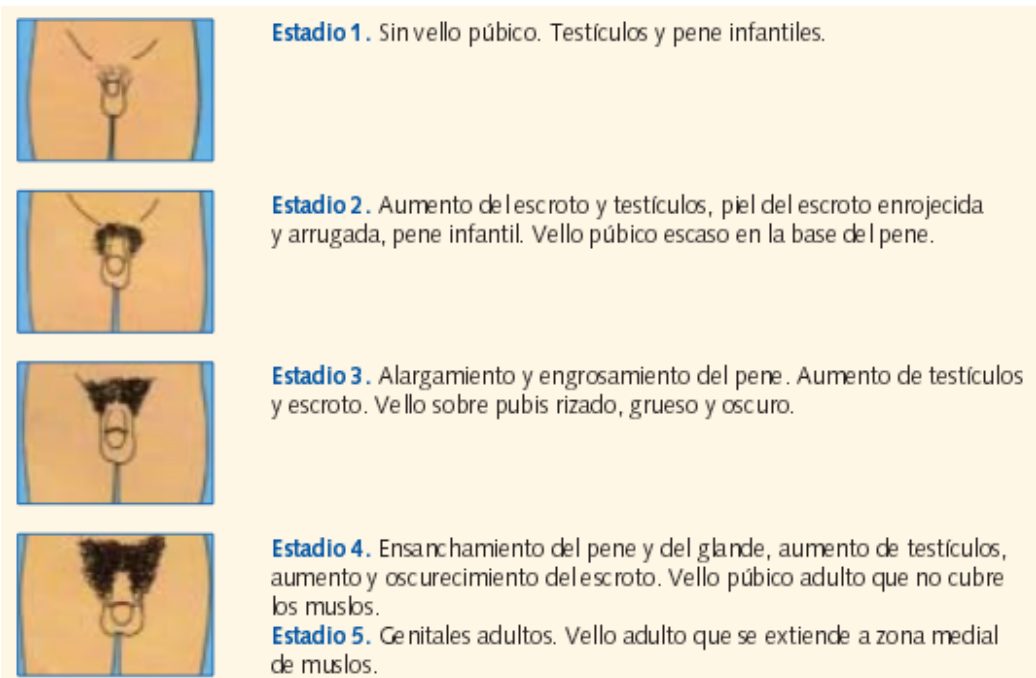 Estadio 1. Sin vello púbico. Testículos y pene infantiles.
Estadio 2. Aumento del escroto y testículos, piel del escroto enrojecida
y arrugada, pene infantil. Vello púbico escaso en la base del pene.
Estadio 3. Alargamiento y engrosamiento del pene. Aumento de testículos
y escroto. Vello sobre pubis rizado, grueso y oscuro.
Estadio 4. Ensanchamiento del pene y del glande, aumento de testículos,
aumento y oscurecimiento del escroto. Vello púbico adulto que no cubre
los muslos.
Estadio 5. Genitales adultos. Vello adulto que se extiende a zona medial
de muslos.